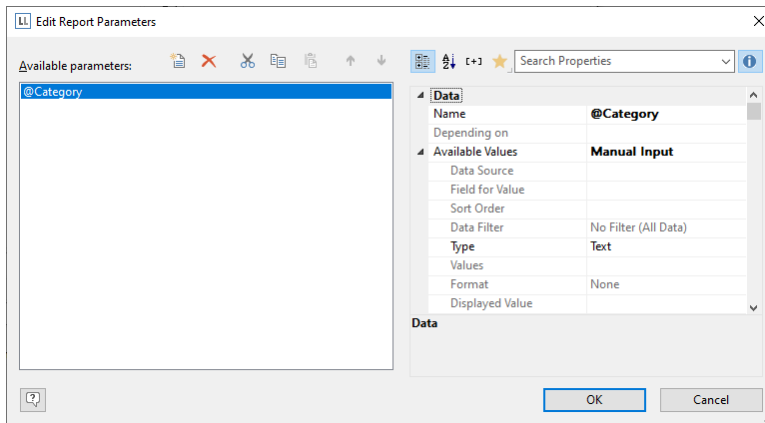 LL Edit Report Parameters
Available parameters:
Search Properties
@Category
Data
Name @Category
Depending on
Available Values Manual Input
Data Source
Field for Value
Sort Order
Data Filter No Filter (All Data)
Type Text
Values
Format None
Displayed Value
Data
OK Cancel